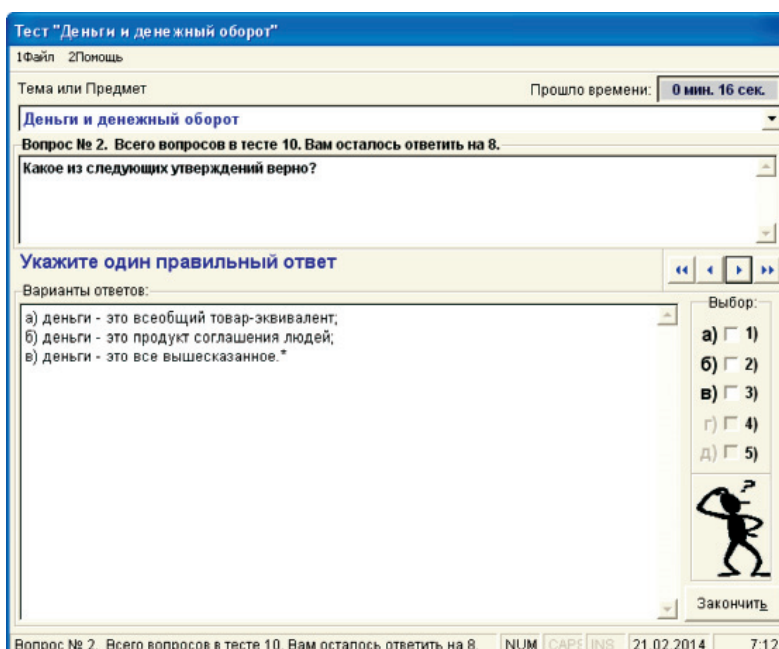 Тест "Деньги и денежный оборот"
1Файл 2Помощь
Тема или Предмет Прошло времени: 0 мин. 16 сек.
Деньги и денежный оборот
Вопрос № 2. Всего вопросов в тесте 10. Вам осталось ответить на 8.
Какое из следующих утверждений верно?
Укажите один правильный ответ
Варианты ответов:
а) деньги - это всеобщий товар-эквивалент;
б) деньги - это продукт соглашения людей;
в) деньги - это все вышесказанное.*
Выбор:
а) 1)
б) 2)
в) 3)
г) 4)
д) 5)
?
Закончить
Вопрос № 2. Всего вопросов в тесте 10. Вам осталось ответить на 8. NUM CAPS INS 21.02.2014 7:12